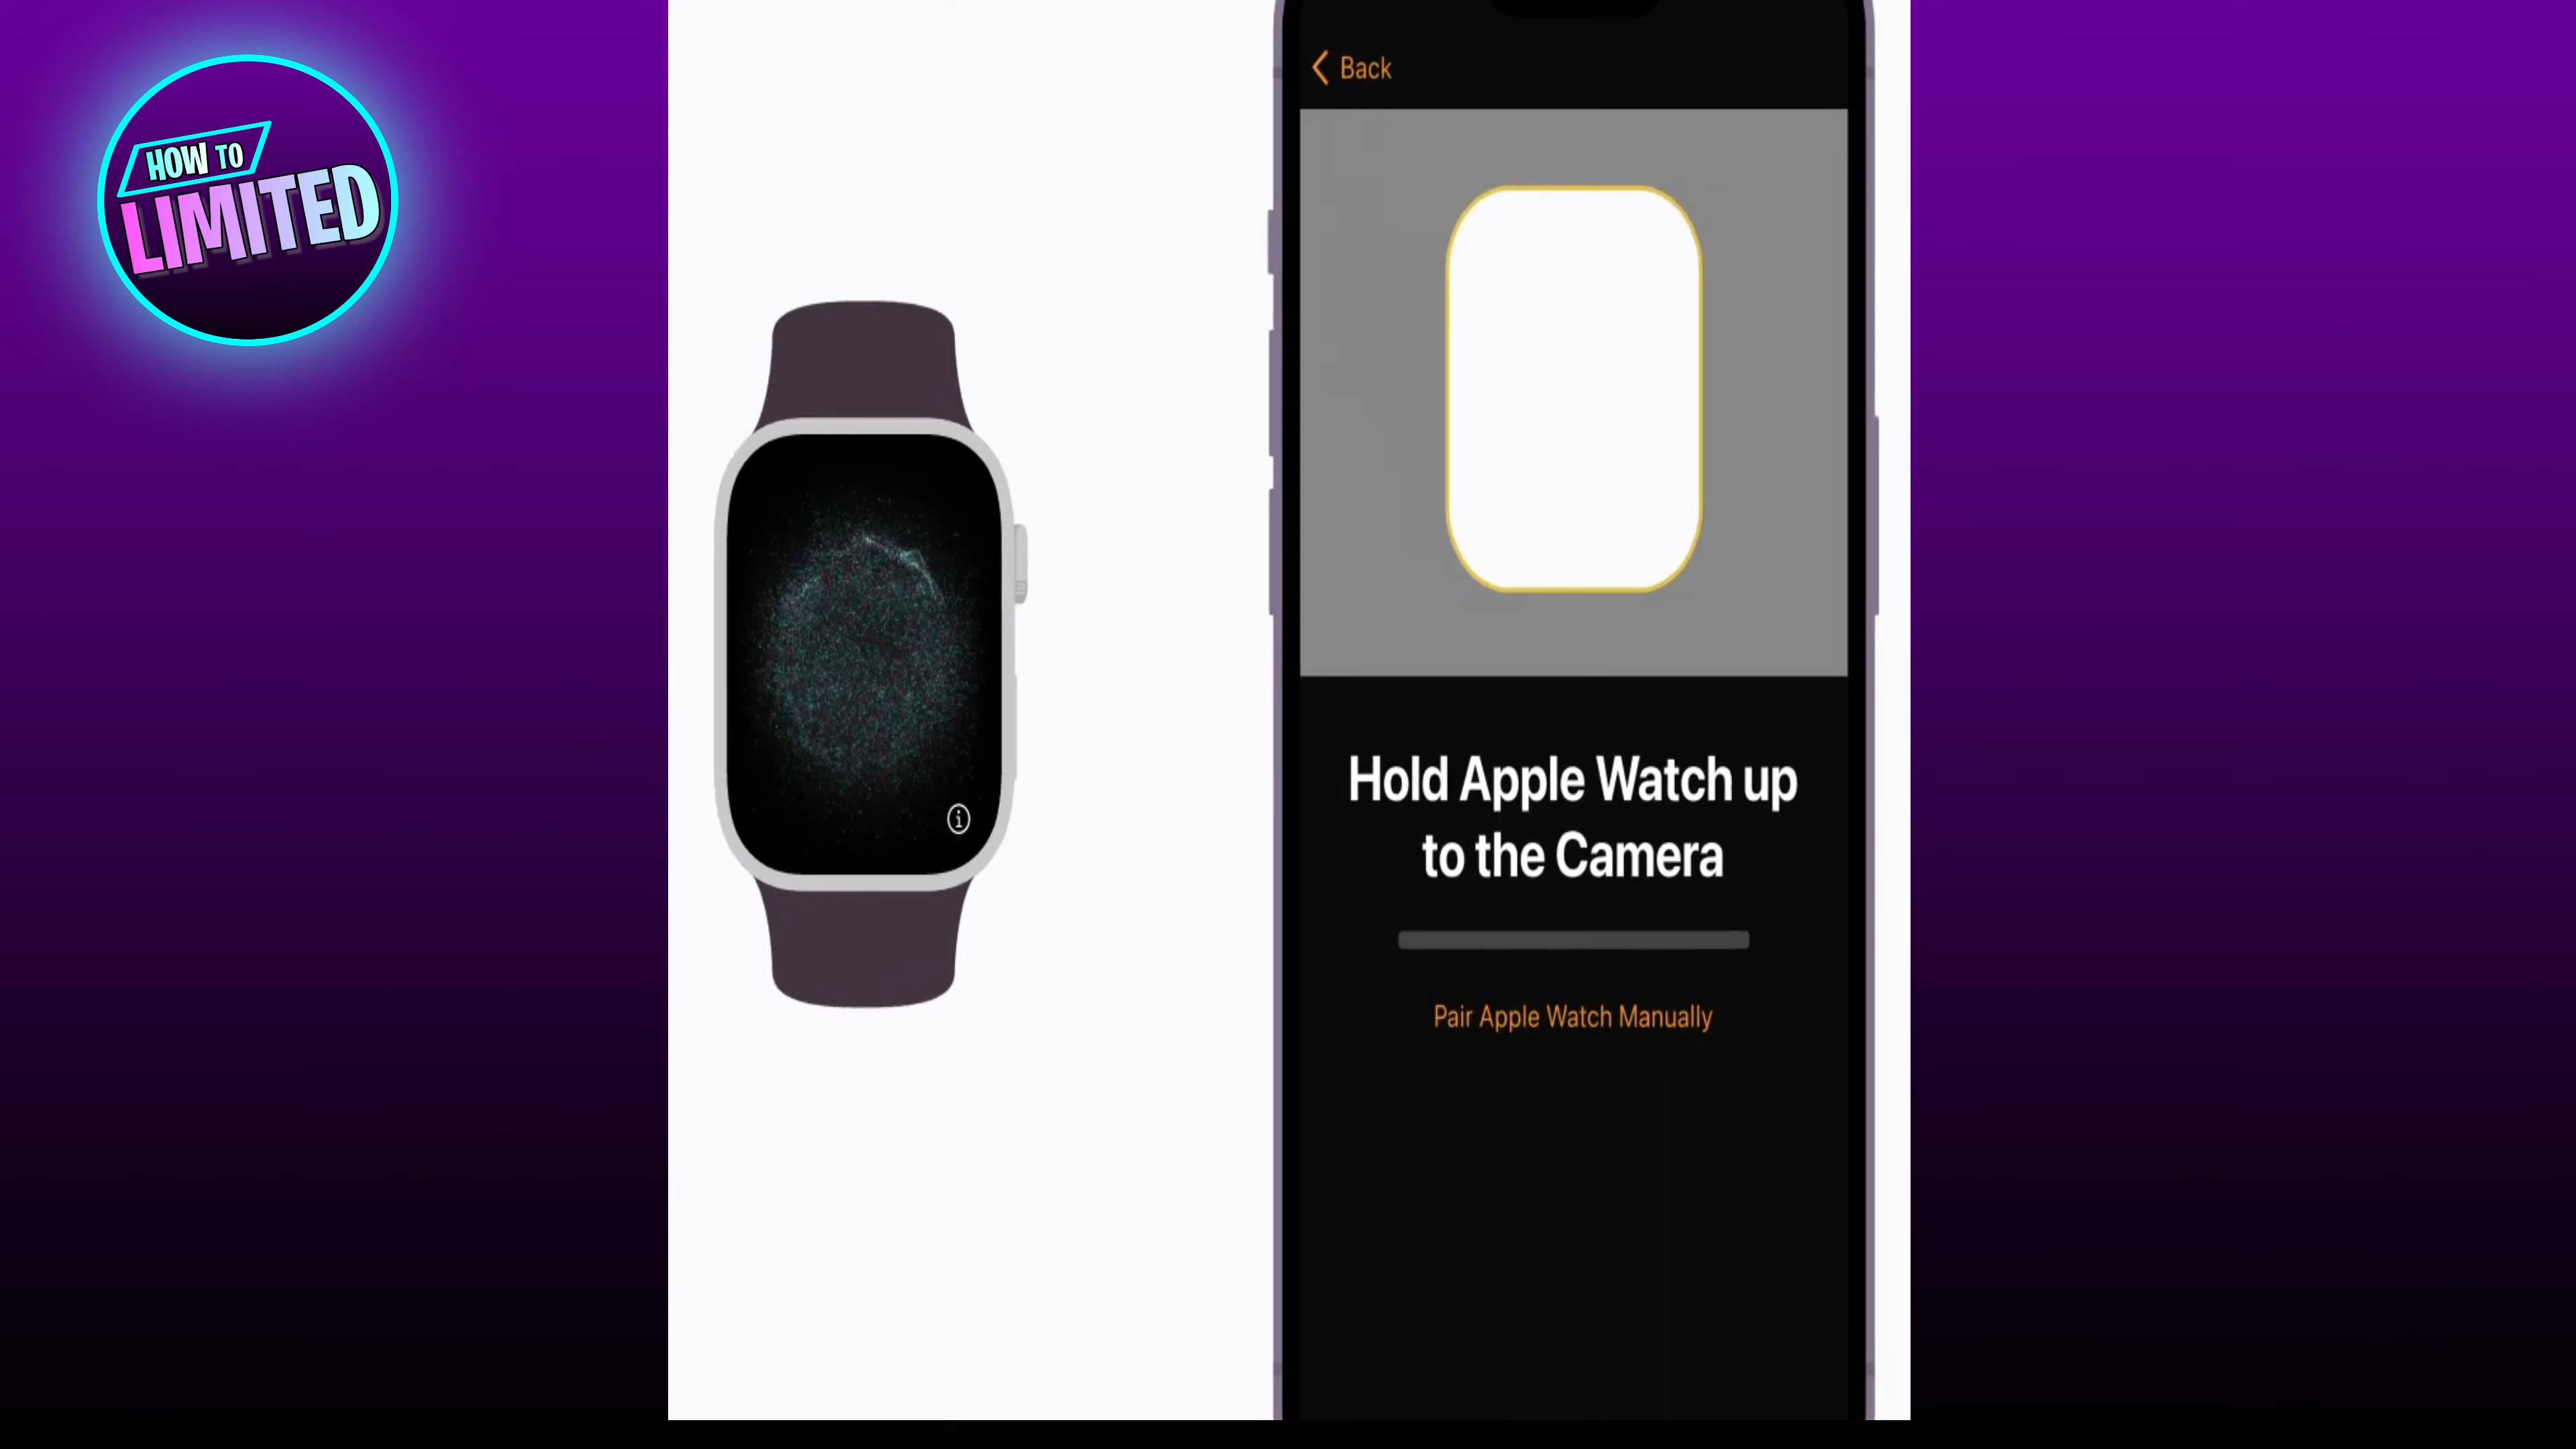 HOW TO
LIMITED
Back
Hold Apple Watch up
to the Camera
Pair Apple Watch Manually